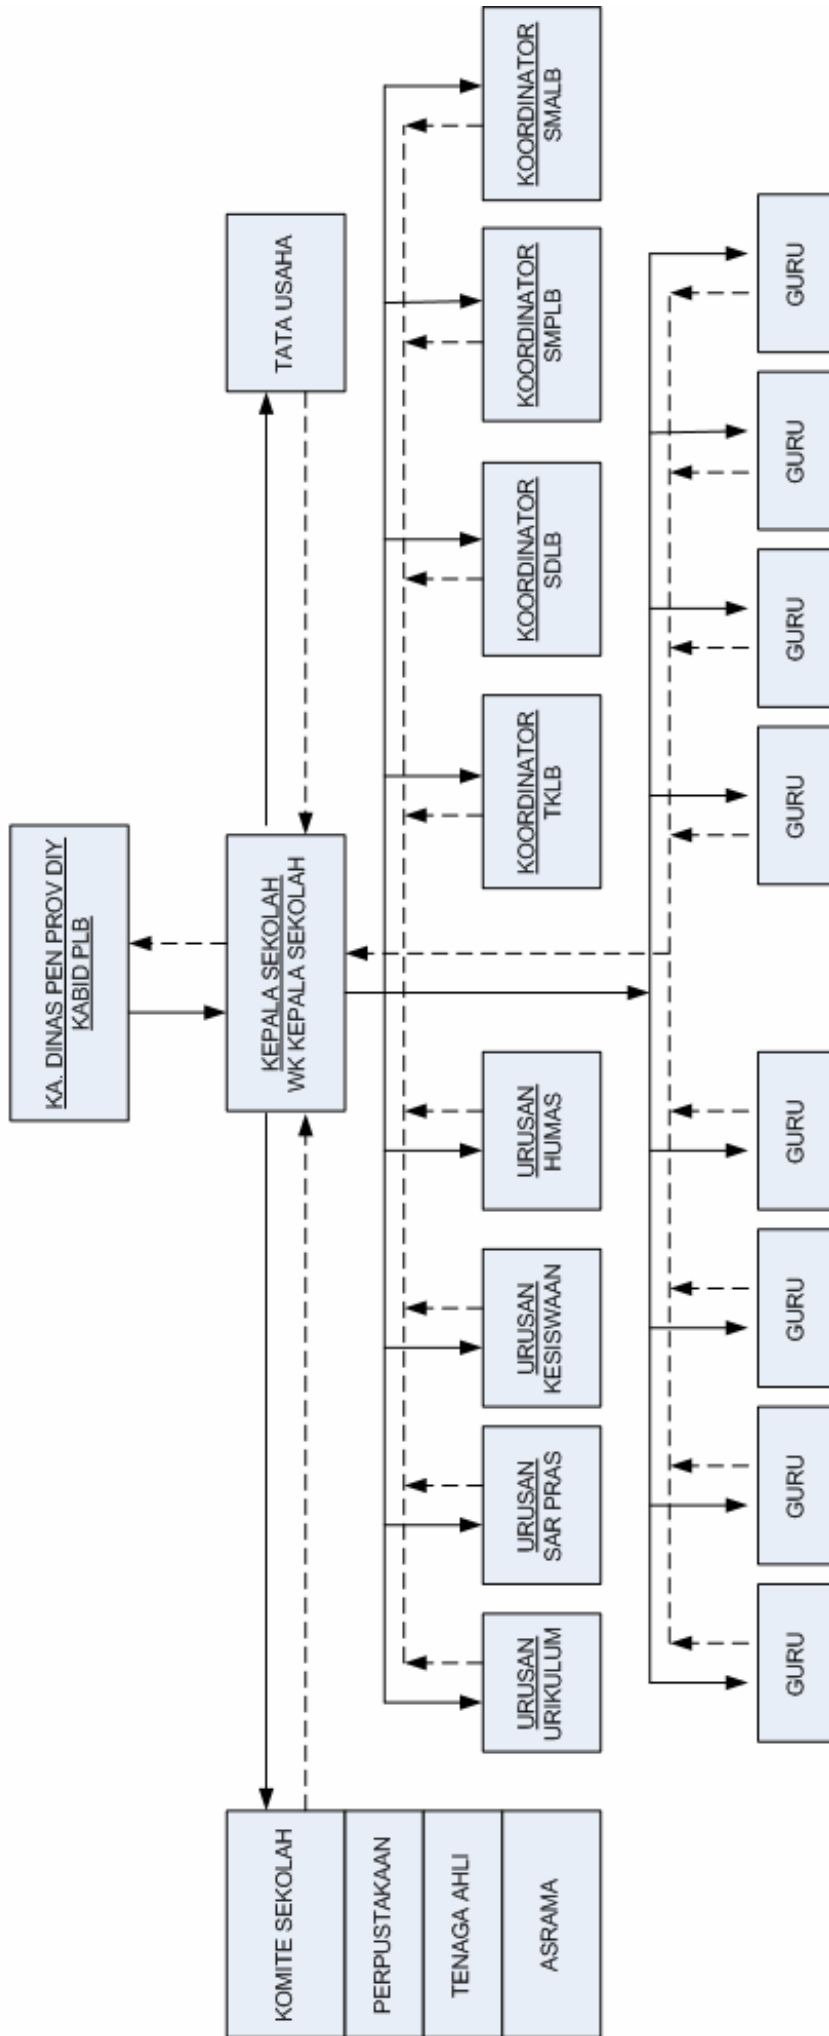 KA. DINAS PEN PROV DIY
KABID PLB
KOMITE SEKOLAH
KEPALA SEKOLAH
WK KEPALA SEKOLAH
TATA USAHA
PERPUSTAKAAN
TENAGA AHLI
ASRAMA
URUSAN
URIKULUM
URUSAN
SAR PRAS
URUSAN
KESISWAAN
URUSAN
HUMAS
KOORDINATOR
TKLB
KOORDINATOR
SDLB
KOORDINATOR
SMPLB
KOORDINATOR
SMALB
GURU
GURU
GURU
GURU
GURU
GURU
GURU
GURU